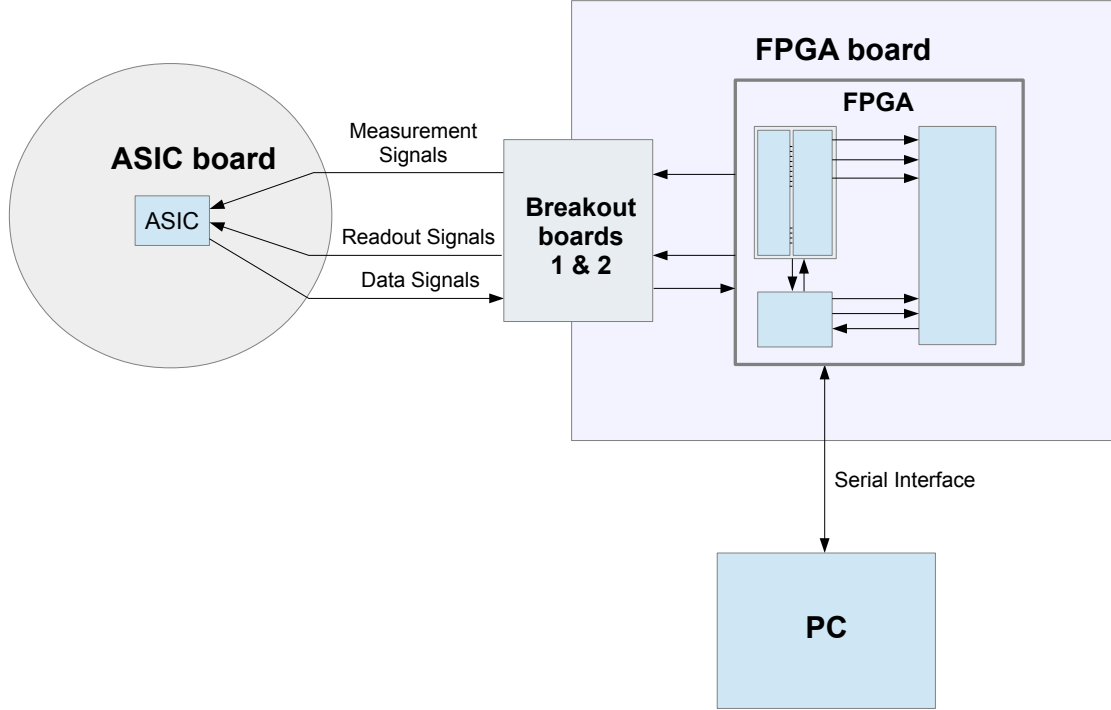 FPGA board
FPGA
Measurement
Signals
ASIC board
ASIC
Breakout
boards
1 & 2
Readout Signals
Data Signals
Serial Interface
PC